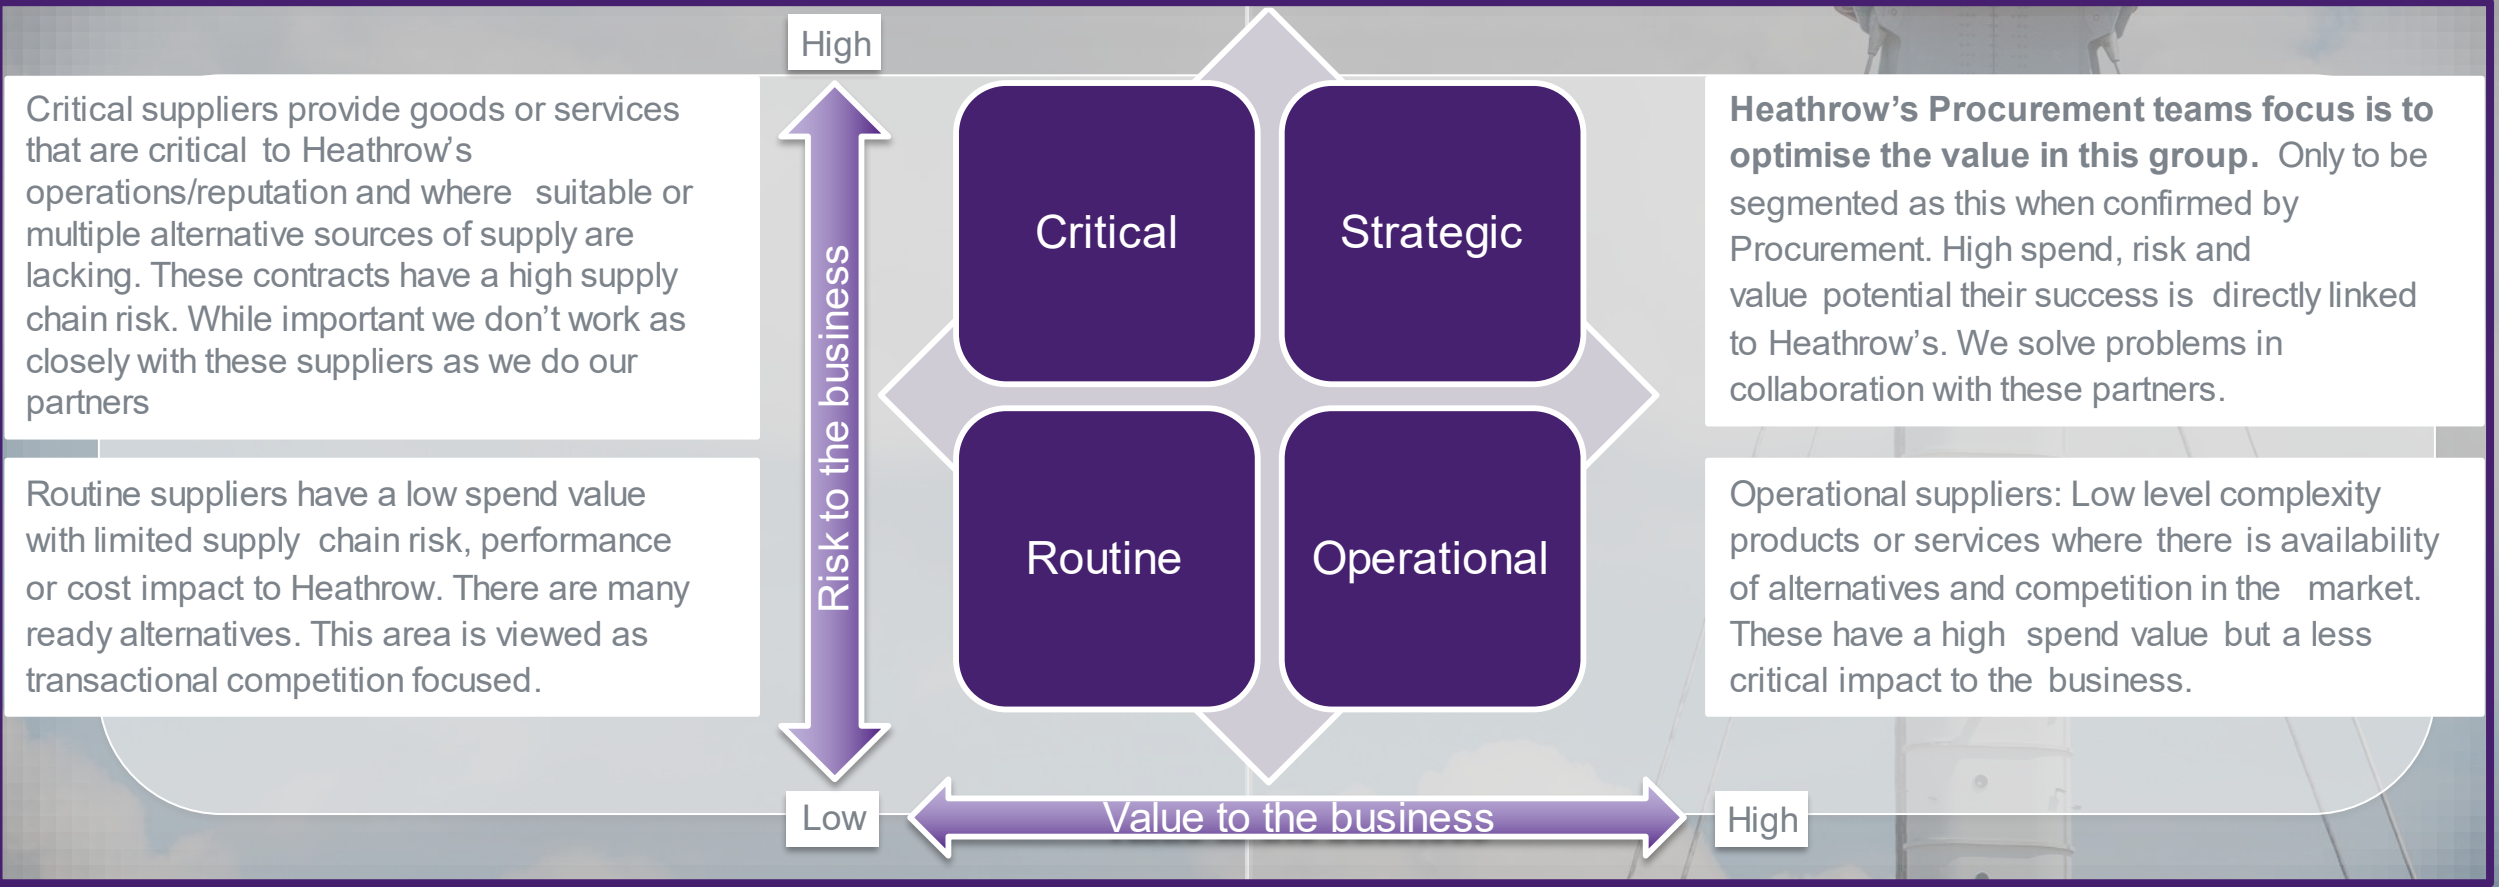 High
Critical suppliers provide goods or services
that are critical to Heathrow's
operations/reputation and where suitable or
multiple alternative sources of supply are
lacking. These contracts have a high supply
chain risk. While important we don't work as
closely with these suppliers as we do our
partners
Routine suppliers have a low spend value
with limited supply chain risk, performance
or cost impact to Heathrow. There are many
ready alternatives. This area is viewed as
transactional competition focused.
Risk to the business
Critical
Strategic
Routine
Operational
Heathrow’s Procurement teams focus is to
optimise the value in this group. Only to be
segmented as this when confirmed by
Procurement. High spend, risk and
value potential their success is directly linked
to Heathrow’s. We solve problems in
collaboration with these partners.
Operational suppliers: Low level complexity
products or services where there is availability
of alternatives and competition in the market.
These have a high spend value but a less
critical impact to the business.
Low
Value to the business
High